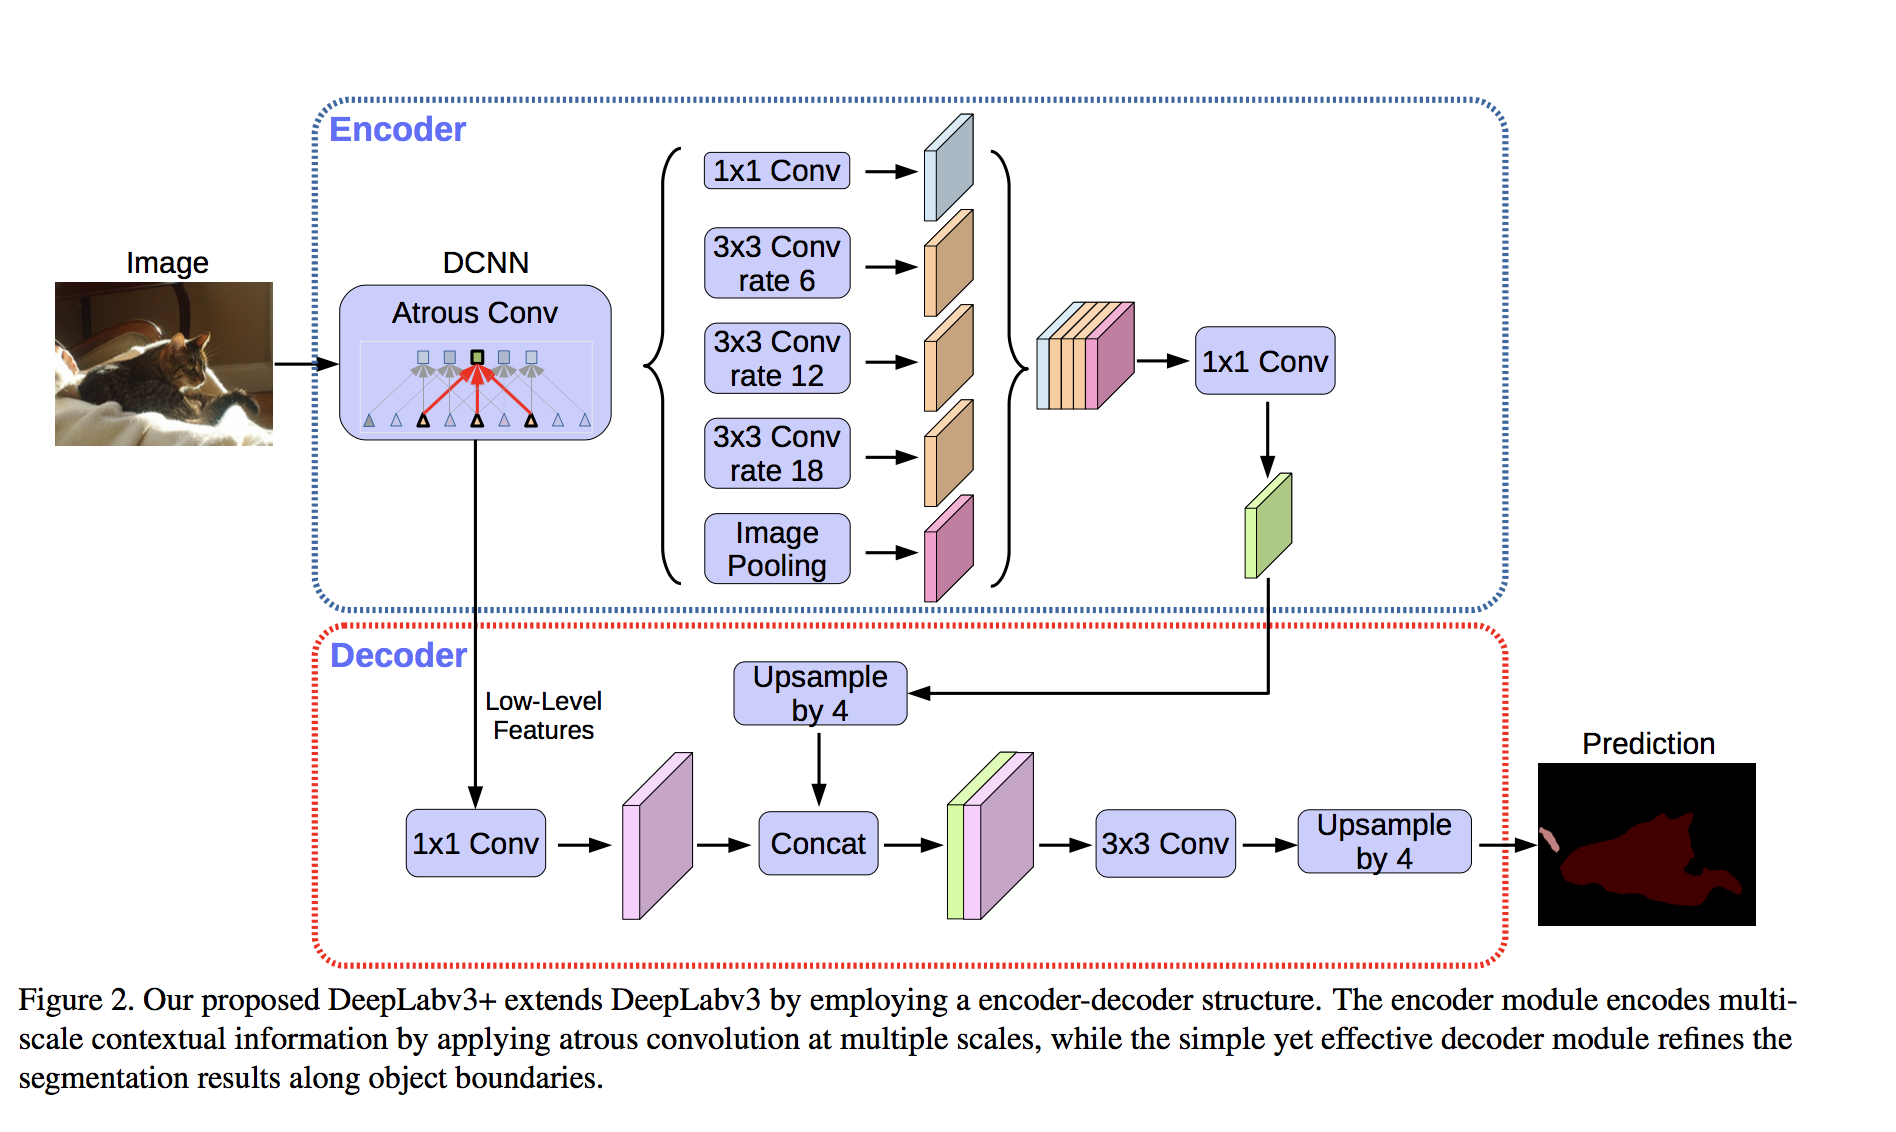 Encoder
Image
DCNN
Atrous Conv
1x1 Conv
3x3 Conv
rate 6
3x3 Conv
rate 12
3x3 Conv
rate 18
Image
Pooling
1x1 Conv
Decoder
Low-Level
Features
Upsample
by 4
1x1 Conv
Concat
3x3 Conv
Upsample
by 4
Prediction
Figure 2. Our proposed DeepLabv3+ extends DeepLabv3 by employing a encoder-decoder structure. The encoder module encodes multi-
scale contextual information by applying atrous convolution at multiple scales, while the simple yet effective decoder module refines the
segmentation results along object boundaries.